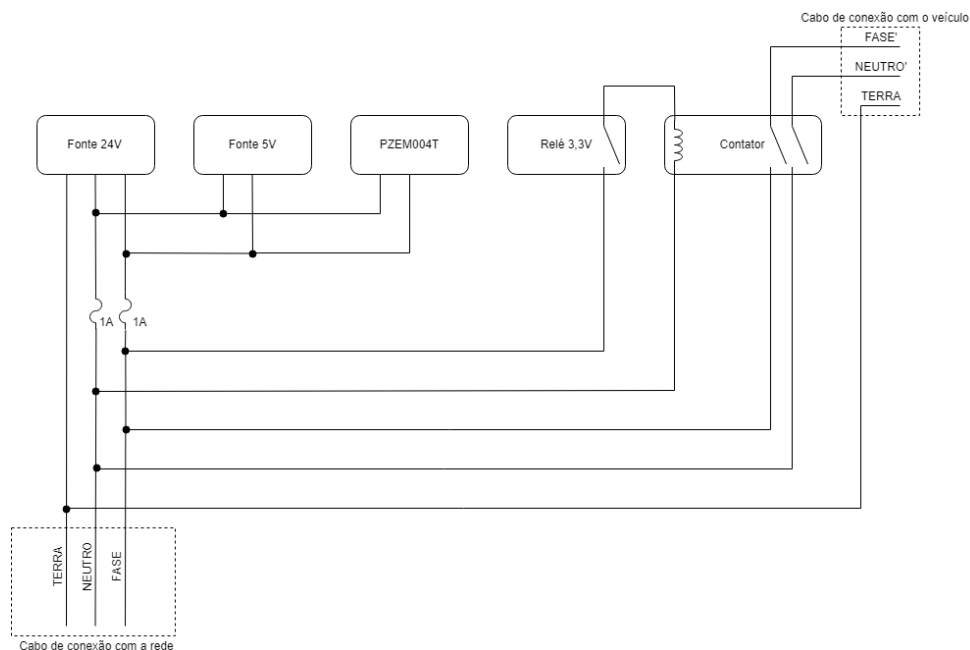 Cabo de conexão com o veículo
FASE'
NEUTRO'
TERRA
Fonte 24V
Fonte 5V
PZEM004T
Relé 3,3V
Contator
1A
1A
TERRA
NEUTRO
FASE
Cabo de conexão com a rede